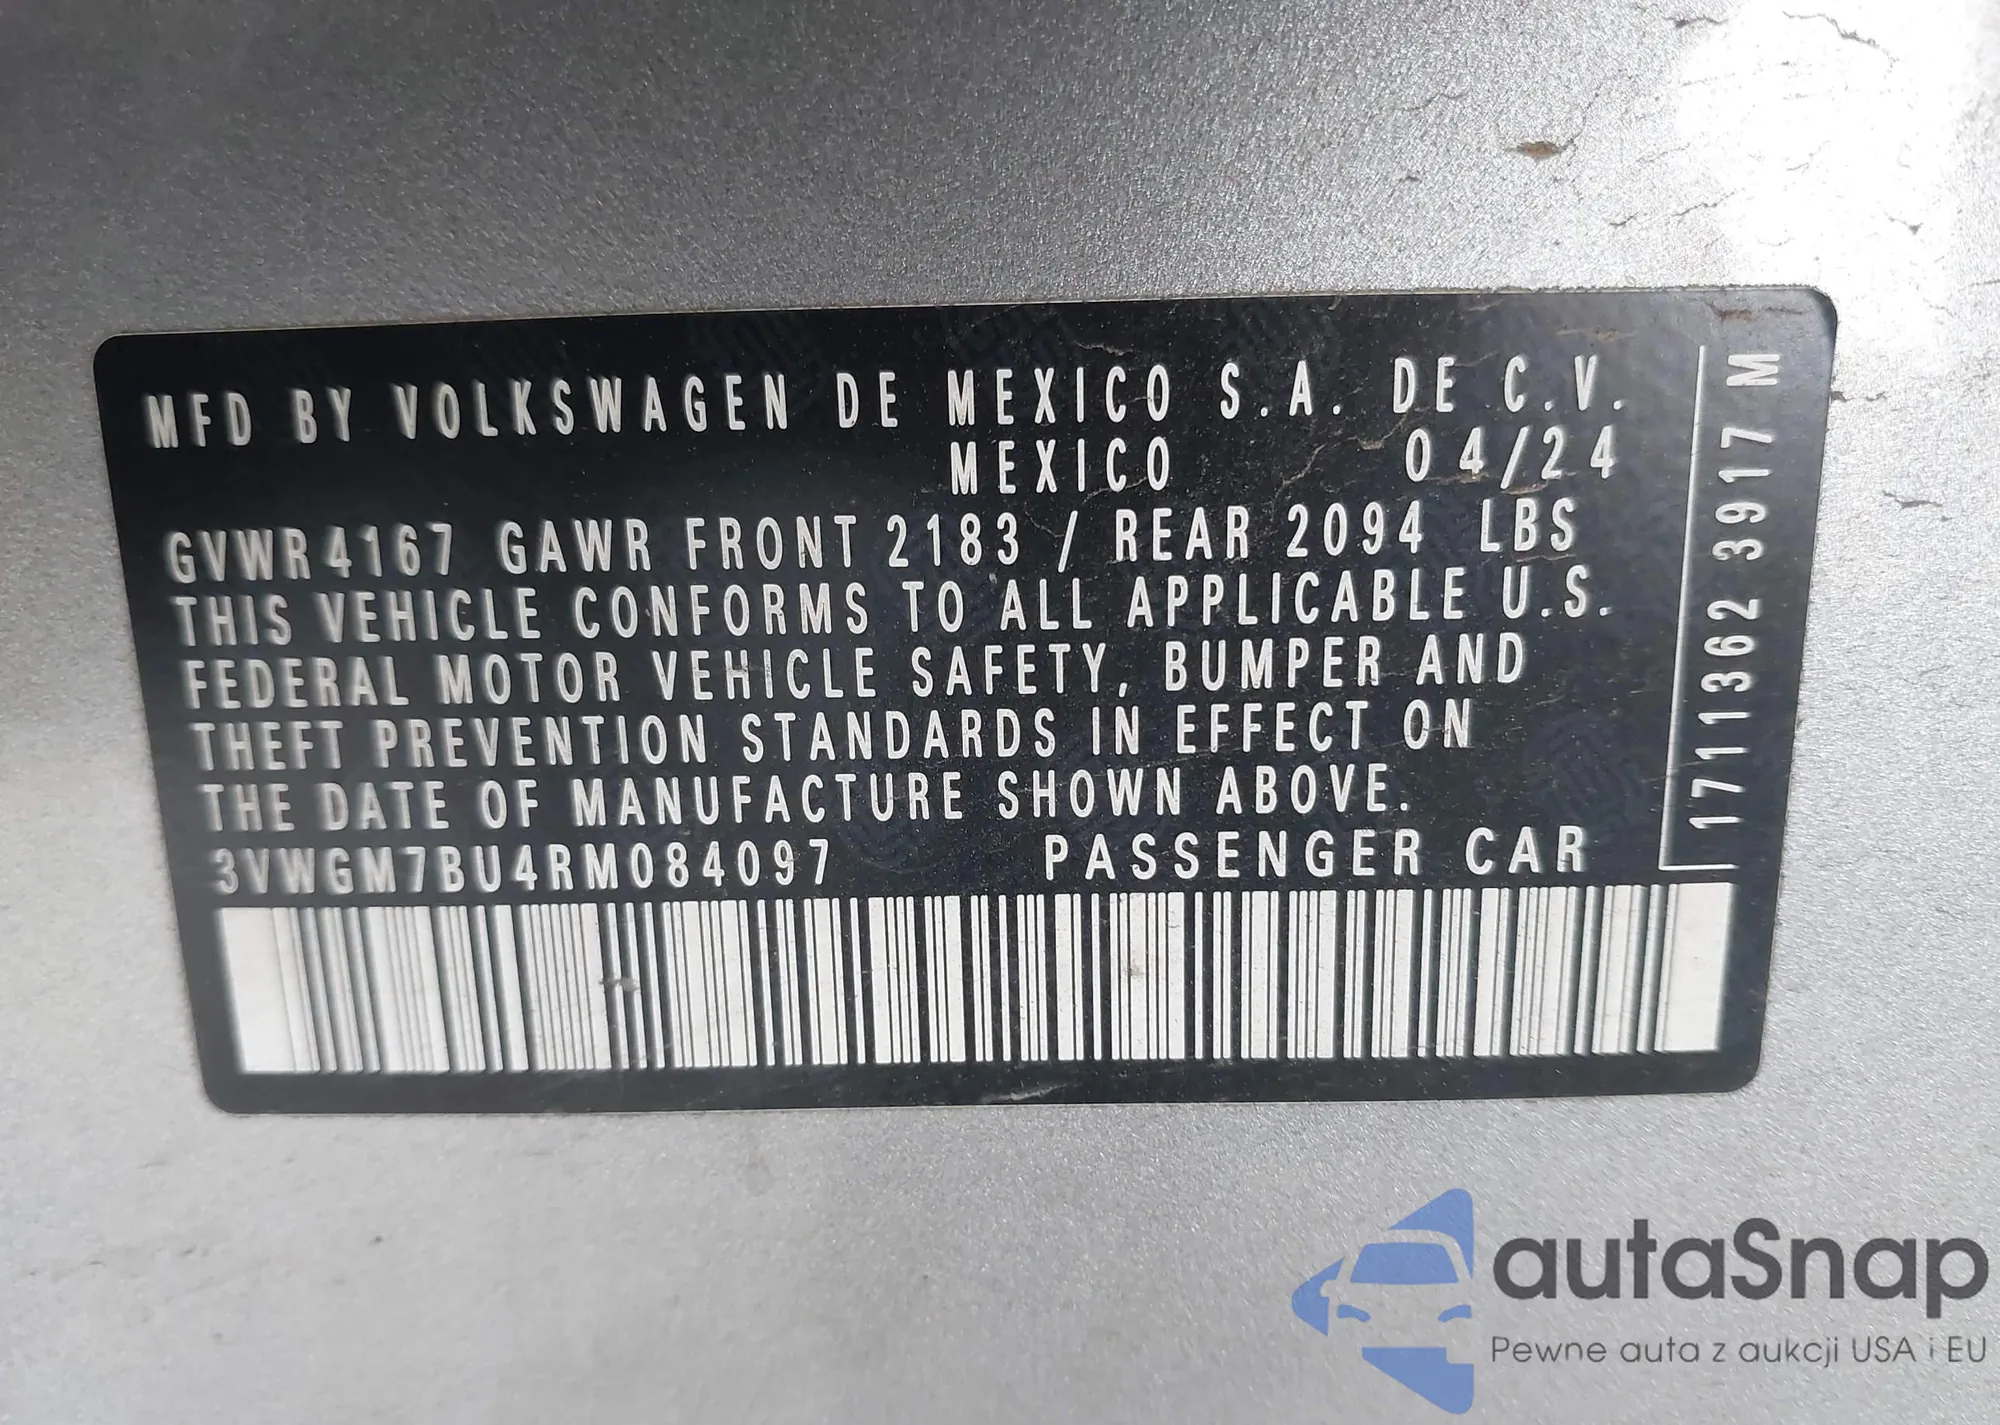 MFD BY VOLKSWAGEN DE MEXICO S.A. DE C.V.
MEXICO 04/24
GVWR 4167 GAWR FRONT 2183 / REAR 2094 LBS
THIS VEHICLE CONFORMS TO ALL APPLICABLE U.S.
FEDERAL MOTOR VEHICLE SAFETY, BUMPER AND
THEFT PREVENTION STANDARDS IN EFFECT ON
THE DATE OF MANUFACTURE SHOWN ABOVE.
3VWGM7BU4RM084097 PASSENGER CAR
1711362 3917 M
autaSnap
Pewne auta z aukcji USA i EU